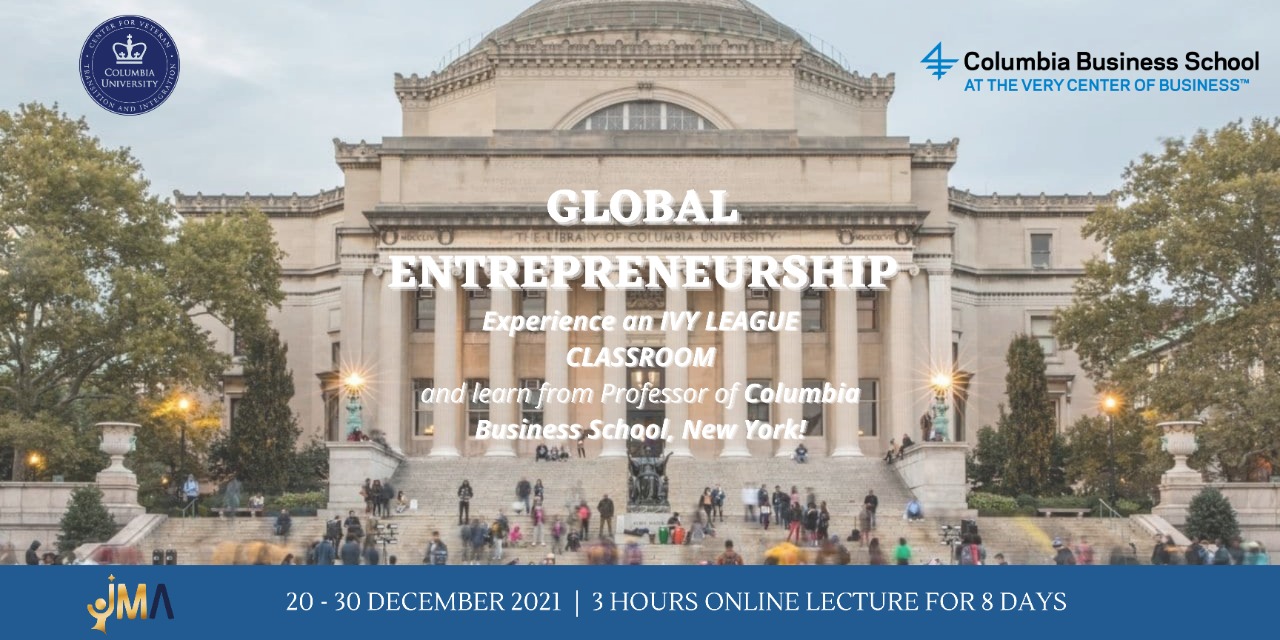 CENTER FOR VETERAN
COLUMBIA
UNIVERSITY
TRANSITION AND INTEGRATION
Columbia Business School
AT THE VERY CENTER OF BUSINESS™
GLOBAL
THE LIBRARY OF COLUMBIA UNIVERSITY
ENTREPRENEURSHIP
Experience an IVY LEAGUE
CLASSROOM
and learn from Professor of Columbia
Business School, New York!
ALMA MATER
JMA
20 - 30 DECEMBER 2021 | 3 HOURS ONLINE LECTURE FOR 8 DAYS